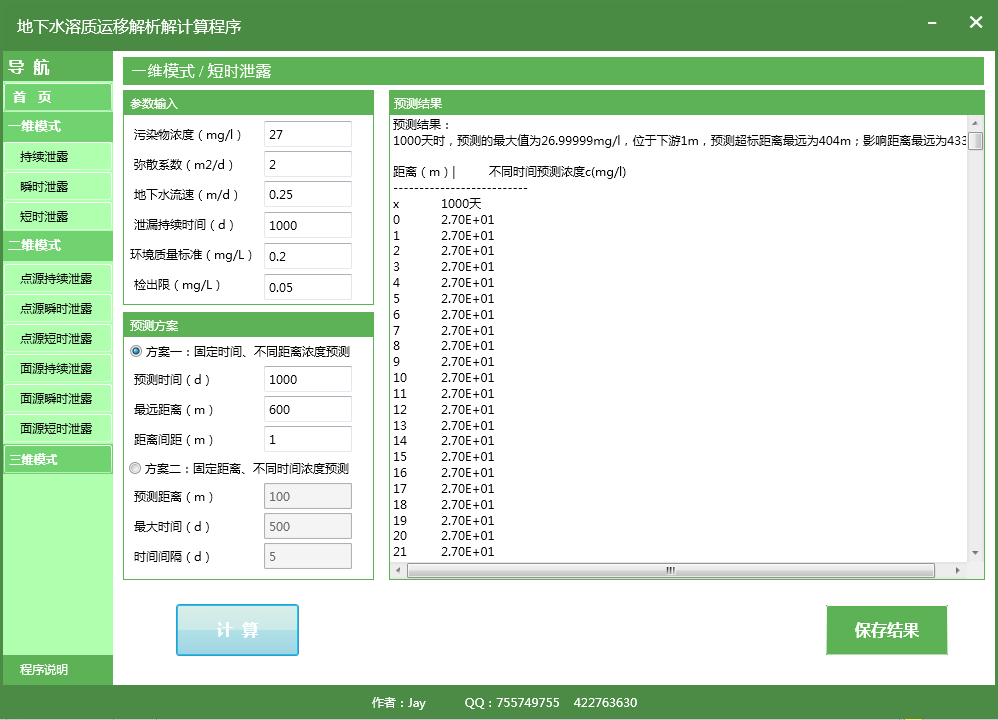 地下水溶质运移解析解计算程序
导 航
首 页
一维模式
持续泄露
瞬时泄露
短时泄露
二维模式
点源持续泄露
点源瞬时泄露
点源短时泄露
面源持续泄露
面源瞬时泄露
面源短时泄露
三维模式
程序说明
一维模式 / 短时泄露
参数输入
污染物浓度（mg/l） 27
弥散系数（m2/d） 2
地下水流速（m/d） 0.25
泄漏持续时间（d） 1000
环境质量标准（mg/L） 0.2
检出限（mg/L） 0.05
预测方案
方案一：固定时间、不同距离浓度预测
预测时间（d） 1000
最远距离（m） 600
距离间距（m） 1
方案二：固定距离、不同时间浓度预测
预测距离（m） 100
最大时间（d） 500
时间间隔（d） 5
计 算
预测结果
预测结果：
1000天时，预测的最大值为26.99999mg/l，位于下游1m，预测超标距离最远为404m；影响距离最远为433
距离（m）| 不同时间预测浓度c(mg/l)
--------------------------
x 1000天
0 2.70E+01
1 2.70E+01
2 2.70E+01
3 2.70E+01
4 2.70E+01
5 2.70E+01
6 2.70E+01
7 2.70E+01
8 2.70E+01
9 2.70E+01
10 2.70E+01
11 2.70E+01
12 2.70E+01
13 2.70E+01
14 2.70E+01
15 2.70E+01
16 2.70E+01
17 2.70E+01
18 2.70E+01
19 2.70E+01
20 2.70E+01
21 2.70E+01
保存结果
作者：Jay QQ：755749755 422763630